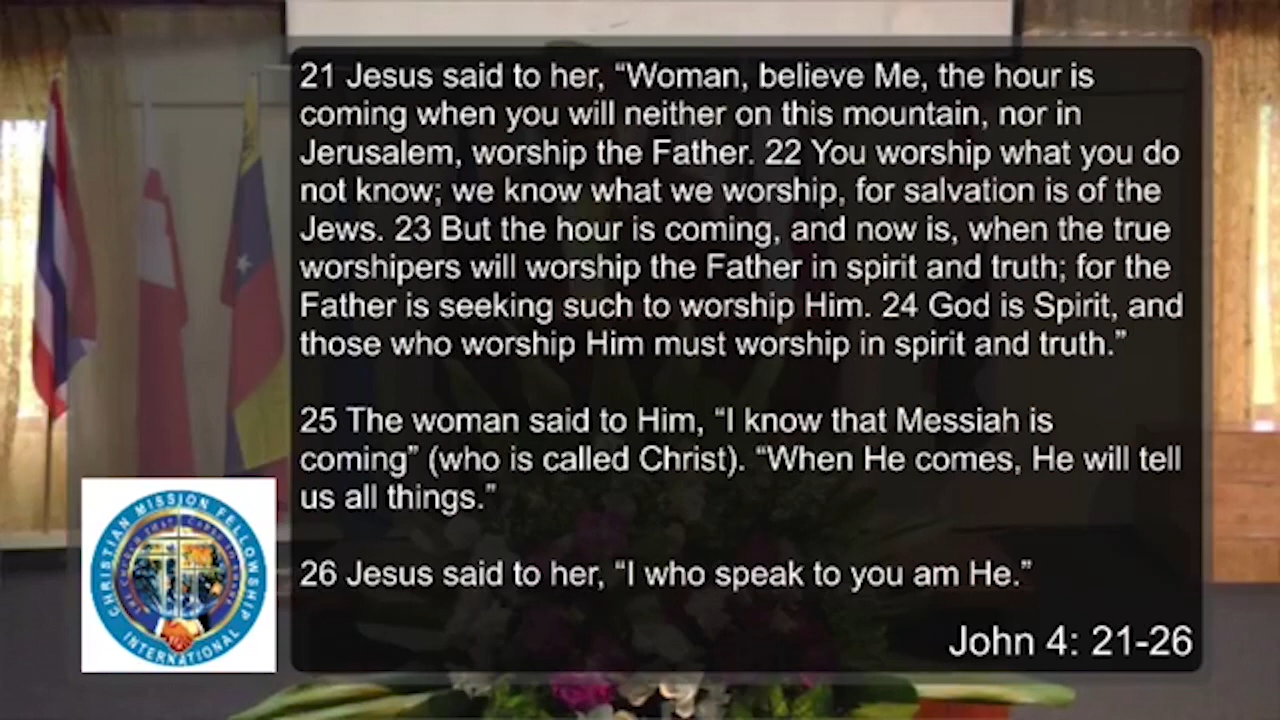 21 Jesus said to her, “Woman, believe Me, the hour is
coming when you will neither on this mountain, nor in
Jerusalem, worship the Father. 22 You worship what you do
not know; we know what we worship, for salvation is of the
Jews. 23 But the hour is coming, and now is, when the true
worshipers will worship the Father in spirit and truth; for the
Father is seeking such to worship Him. 24 God is Spirit, and
those who worship Him must worship in spirit and truth.”
25 The woman said to Him, “I know that Messiah is
coming” (who is called Christ). “When He comes, He will tell
us all things.”
26 Jesus said to her, “I who speak to you am He.”
John 4: 21-26
CHRISTIAN MISSION FELLOWSHIP
INTERNATIONAL